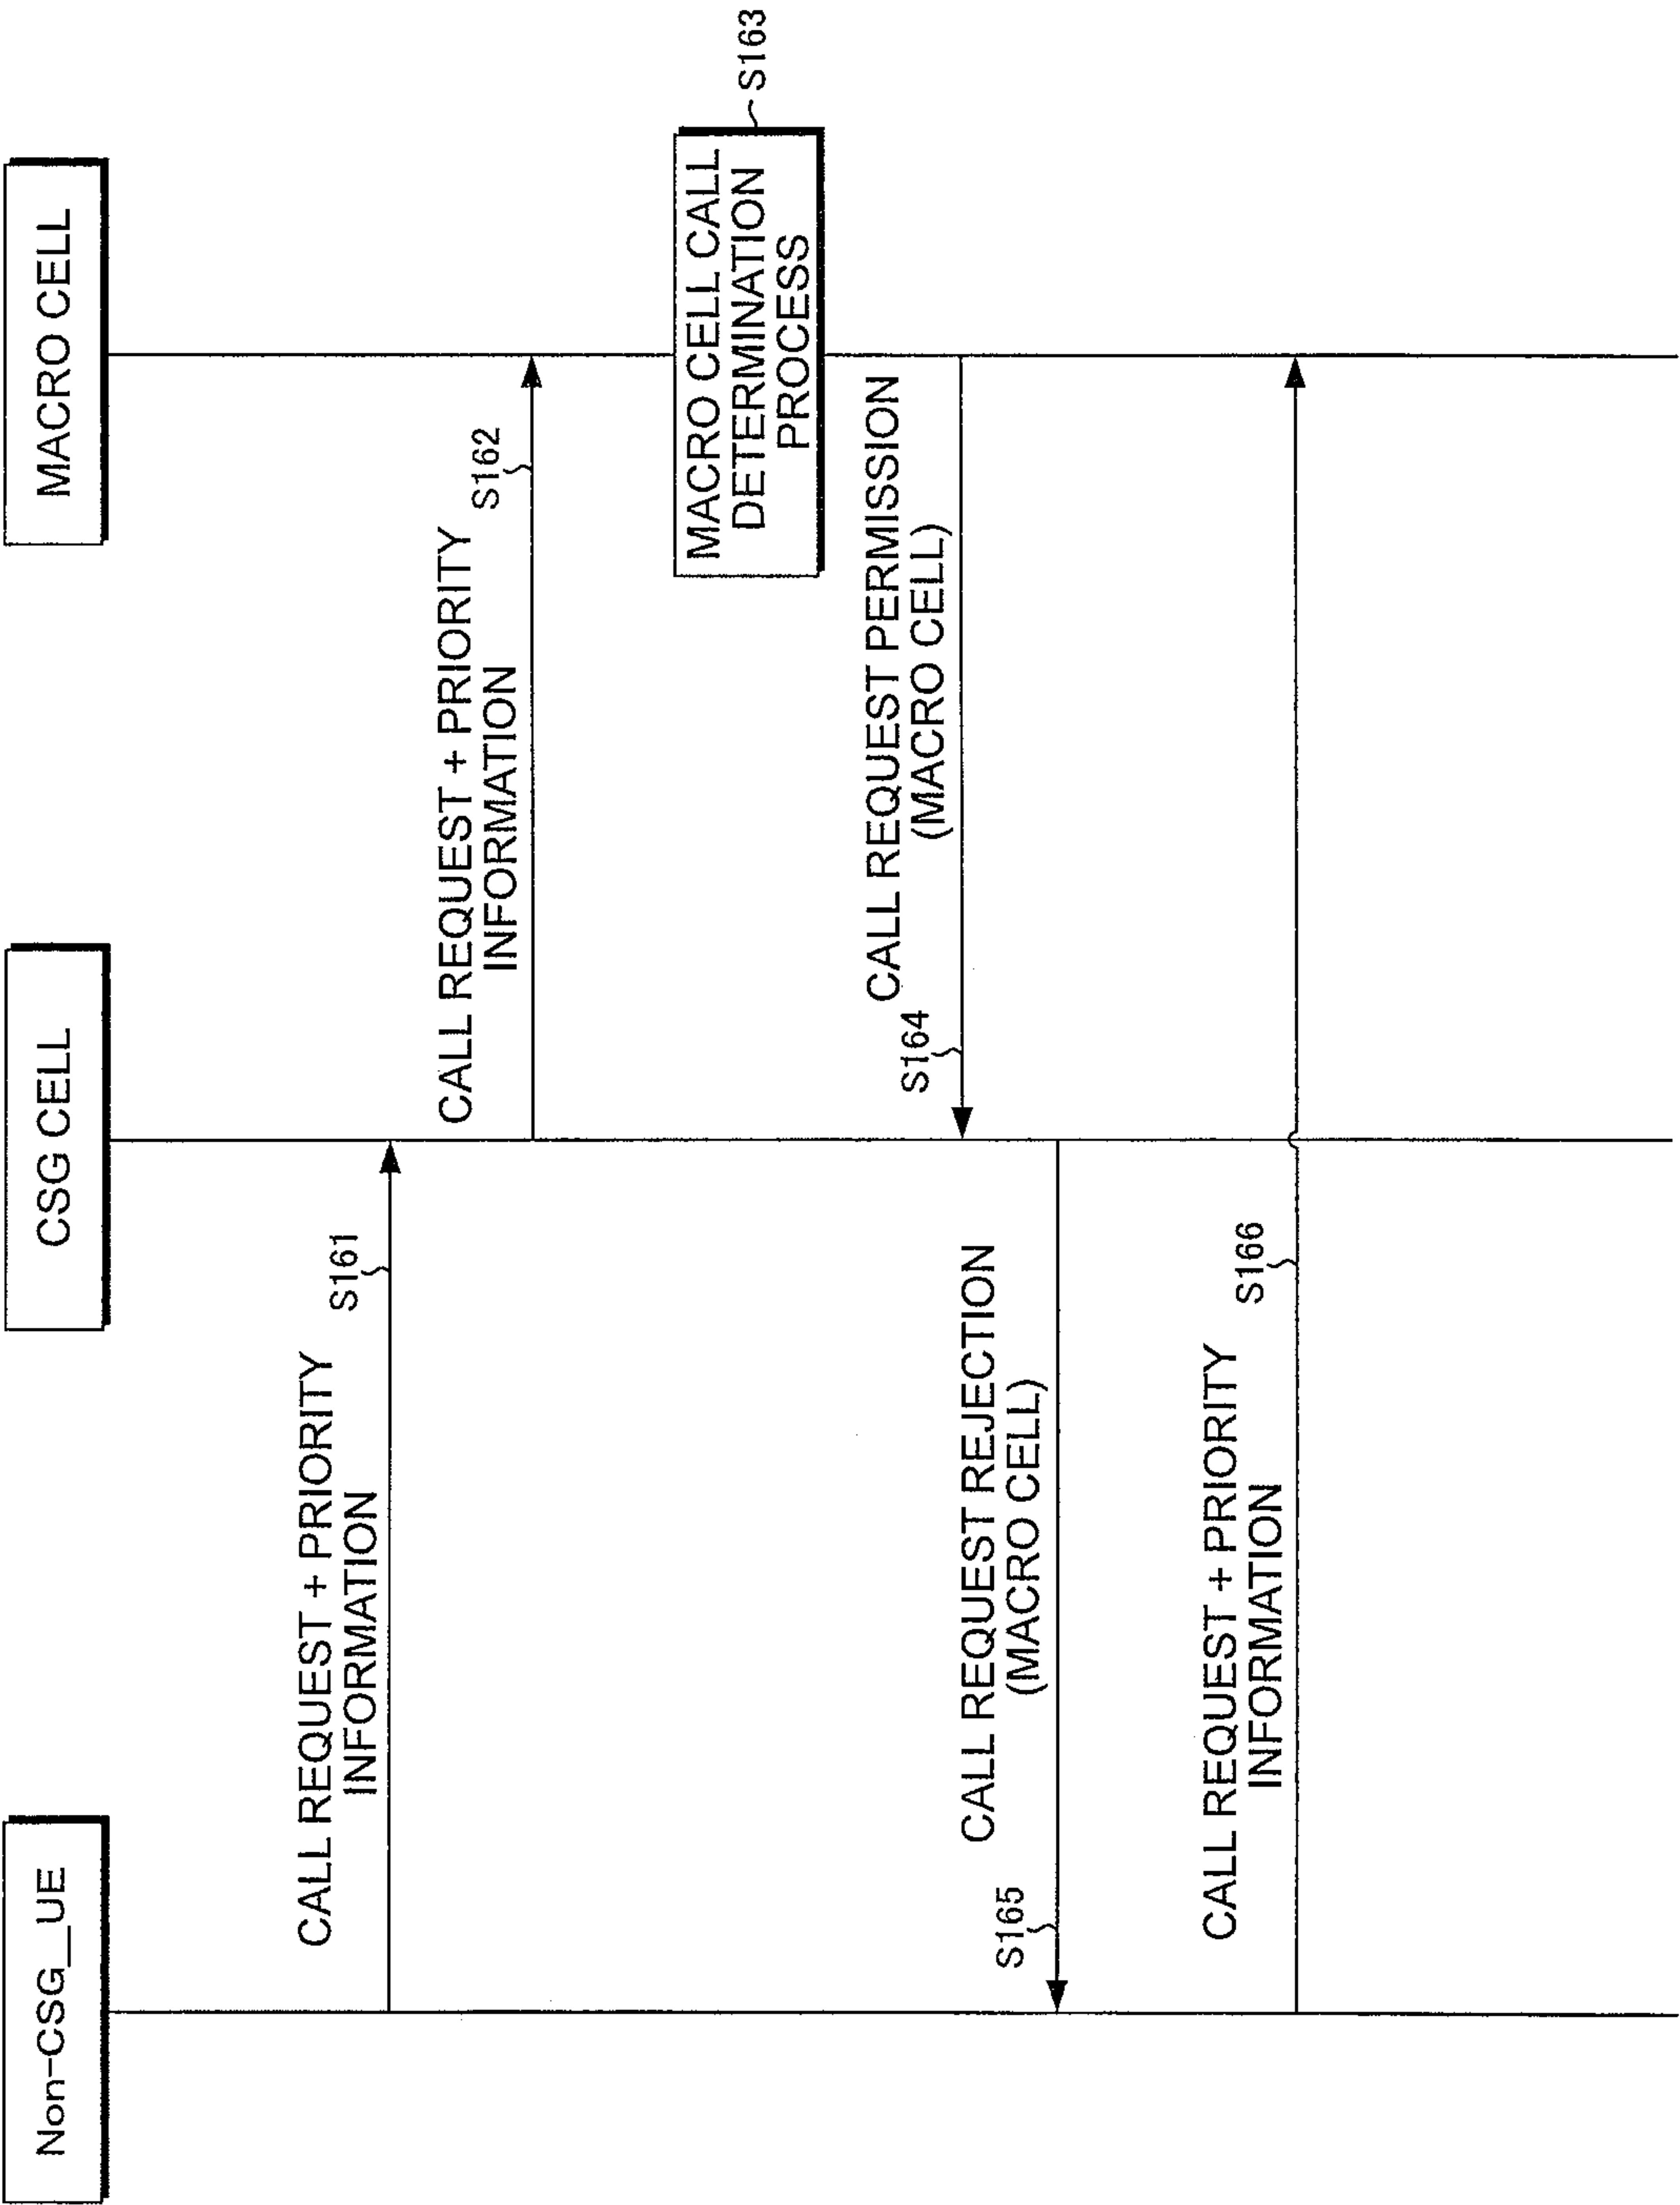 Non-CSG_UE
CSG CELL
MACRO CELL
CALL REQUEST + PRIORITY
INFORMATION
S161
CALL REQUEST + PRIORITY
INFORMATION
S162
MACRO CELL CALL
DETERMINATION
PROCESS
S163
CALL REQUEST PERMISSION
(MACRO CELL)
S164
CALL REQUEST REJECTION
(MACRO CELL)
S165
CALL REQUEST + PRIORITY
INFORMATION
S166